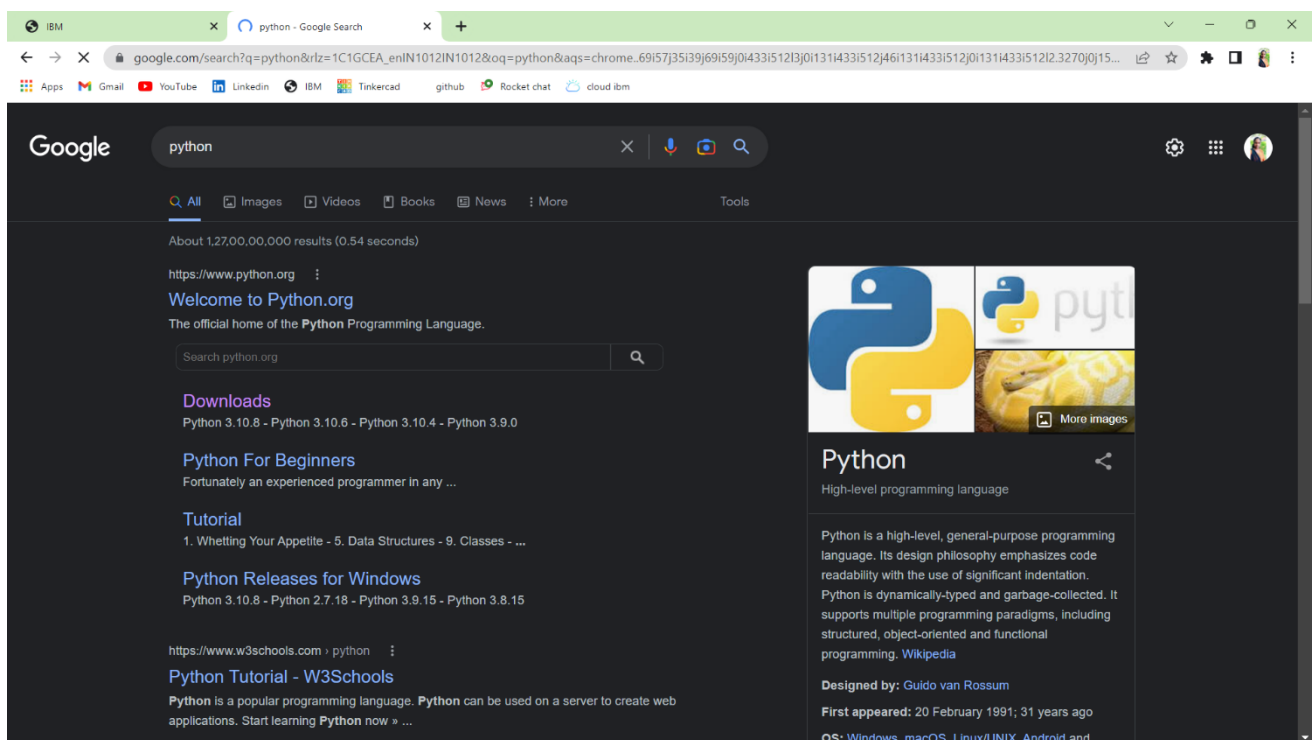 IBM
python - Google Search
google.com/search?q=python&rlz=1C1GCEA_enIN1012IN1012&oq=python&aqs=chrome..69i57j35i39j69i59j0i433i512l3j0i131i433i512j46i131i433i512j0i131i433i512l2.3270j0j15...
Apps Gmail YouTube Linkedin IBM Tinkercad github Rocket chat cloud ibm
Google
python
All Images Videos Books News More Tools
About 1,27,00,00,000 results (0.54 seconds)
https://www.python.org
Welcome to Python.org
The official home of the Python Programming Language.
Search python.org
Downloads
Python 3.10.8 - Python 3.10.6 - Python 3.10.4 - Python 3.9.0
Python For Beginners
Fortunately an experienced programmer in any ...
Tutorial
1. Whetting Your Appetite - 5. Data Structures - 9. Classes - ...
Python Releases for Windows
Python 3.10.8 - Python 2.7.18 - Python 3.9.15 - Python 3.8.15
https://www.w3schools.com › python
Python Tutorial - W3Schools
Python is a popular programming language. Python can be used on a server to create web
applications. Start learning Python now » ...
pyt
More images
Python
High-level programming language
Python is a high-level, general-purpose programming
language. Its design philosophy emphasizes code
readability with the use of significant indentation.
Python is dynamically-typed and garbage-collected. It
supports multiple programming paradigms, including
structured, object-oriented and functional
programming. Wikipedia
Designed by: Guido van Rossum
First appeared: 20 February 1991; 31 years ago
OS: Windows, macOS, Linux/UNIX, Android and